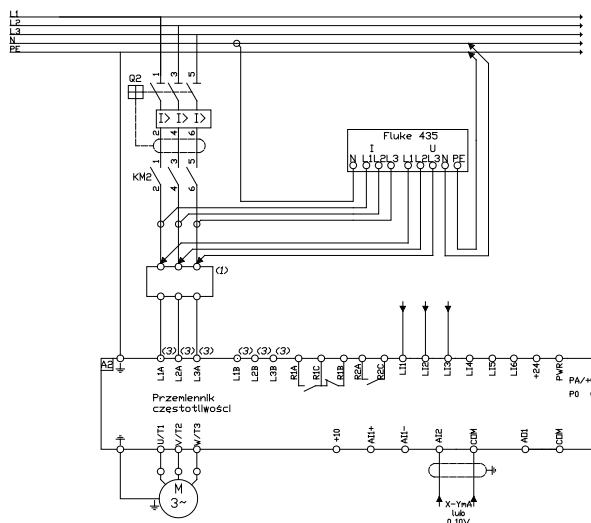 L1
L2
L3
N
PE
1 3 5
Q2
I> I> I>
2 4 6
Fluke 435
I U
N L1 L2 L3 L1 L2 L3 N PE
1 3 5
KM2
2 4 6
(1)
A2
(3) (3) (3) (3) (3) (3)
L1A L2A L3A L1B L2B L3B R1A R1C R1B R2A R2C LI1 LI2 LI3 LI4 LI5 LI6 +24 PWR
PA/+
P0
Przemiennik
częstotliwości
U/T1 V/T2 W/T3 +10 AI1+ AI1- AI2 COM AO1 COM
M
3~
X-YmA
lub
0.10V